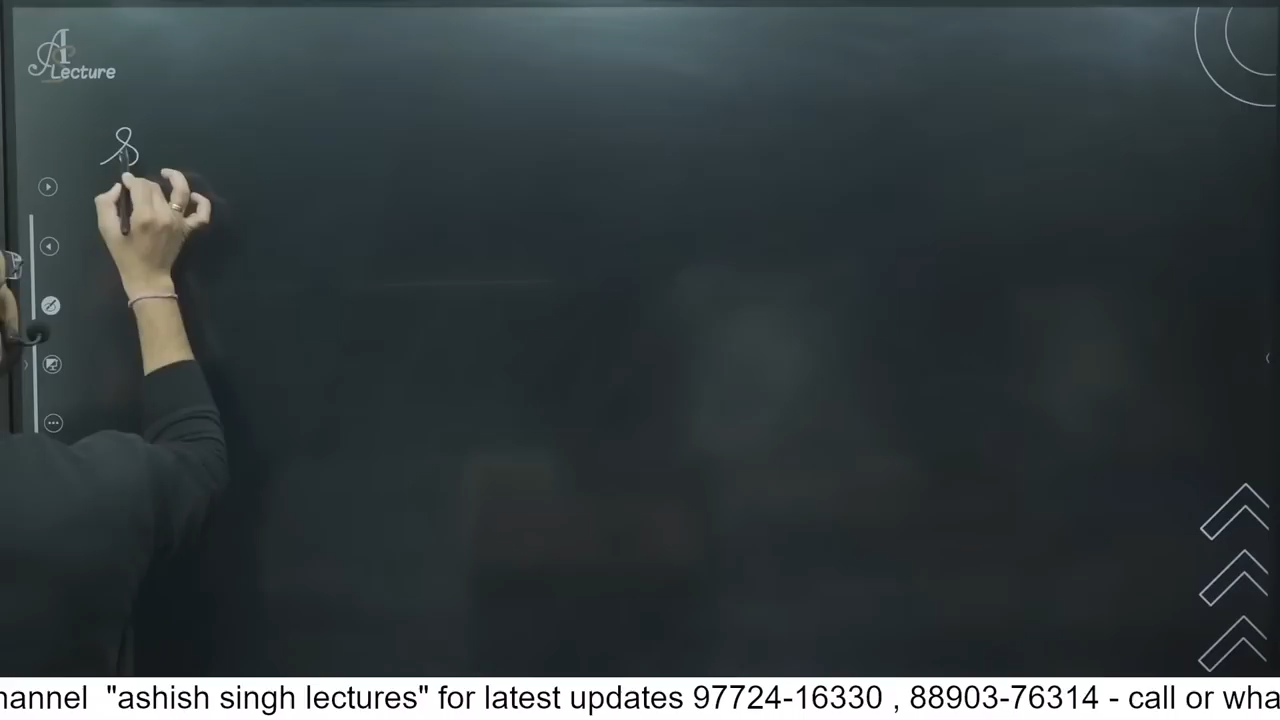 A
Lecture
S
hannel "ashish singh lectures" for latest updates 97724-16330 , 88903-76314 - call or wha